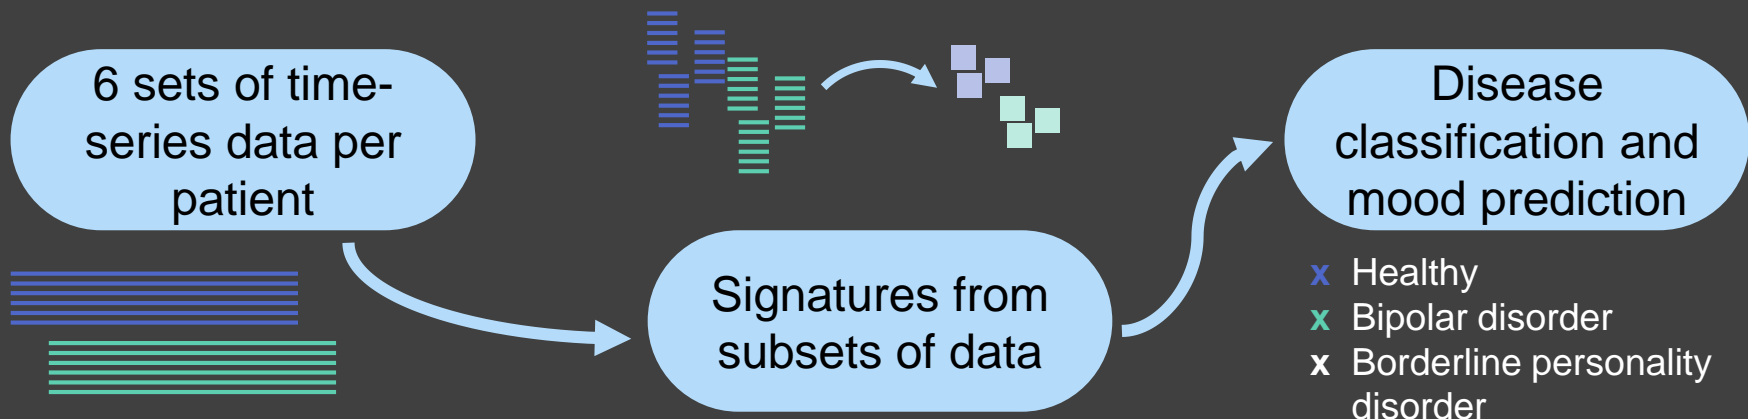 6 sets of time-
series data per
patient
Signatures from
subsets of data
Disease
classification and
mood prediction
x Healthy
x Bipolar disorder
x Borderline personality
disorder